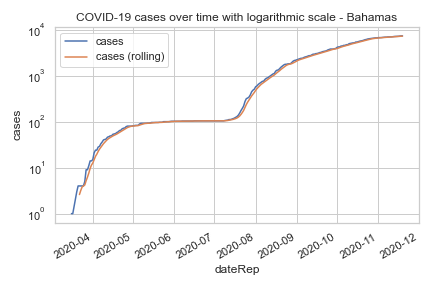 COVID-19 cases over time with logarithmic scale - Bahamas
cases
cases (rolling)
10⁴
10³
10²
10¹
10⁰
cases
2020-04
2020-05
2020-06
2020-07
2020-08
2020-09
2020-10
2020-11
2020-12
dateRep